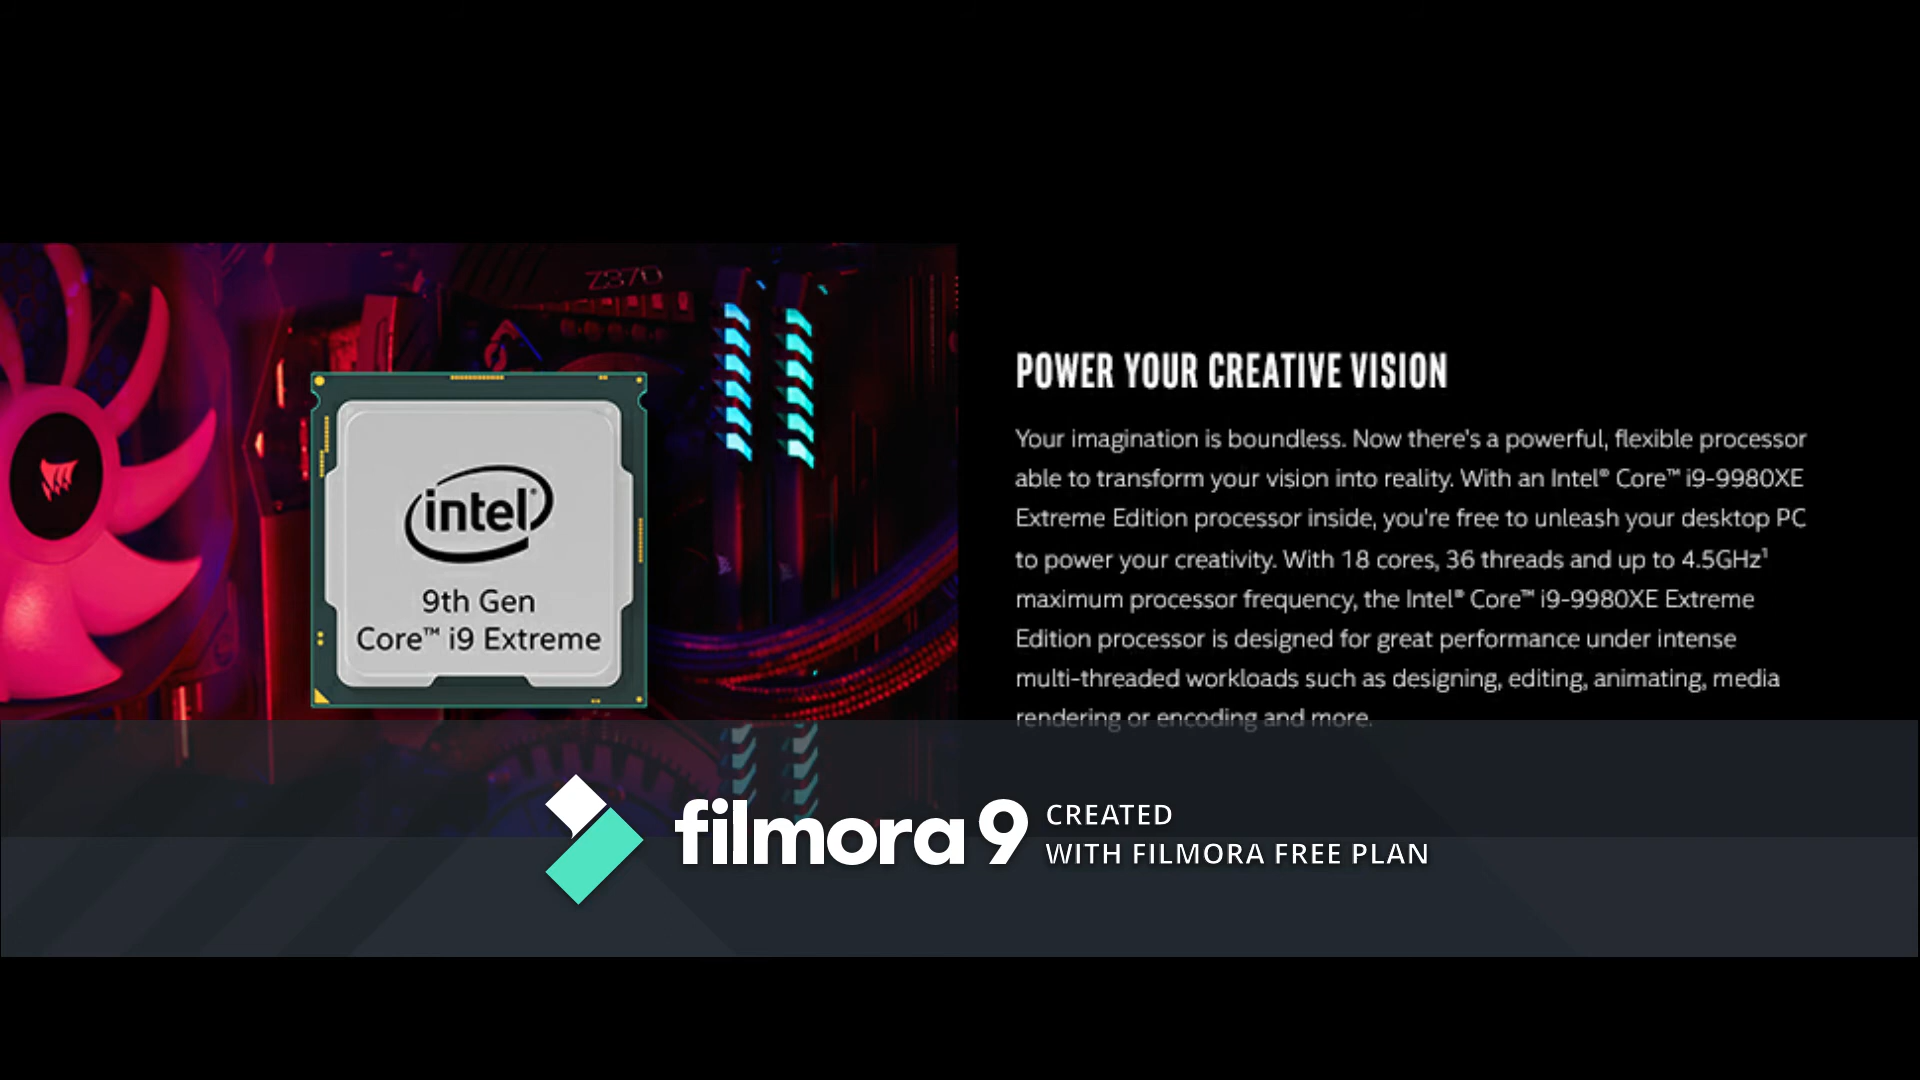 Z370
intel®
9th Gen
Core™ i9 Extreme
POWER YOUR CREATIVE VISION
Your imagination is boundless. Now there's a powerful, flexible processor
able to transform your vision into reality. With an Intel® Core™ i9-9980XE
Extreme Edition processor inside, you're free to unleash your desktop PC
to power your creativity. With 18 cores, 36 threads and up to 4.5GHz¹
maximum processor frequency, the Intel® Core™ i9-9980XE Extreme
Edition processor is designed for great performance under intense
multi-threaded workloads such as designing, editing, animating, media
rendering or encoding and more.
filmora 9
CREATED
WITH FILMORA FREE PLAN